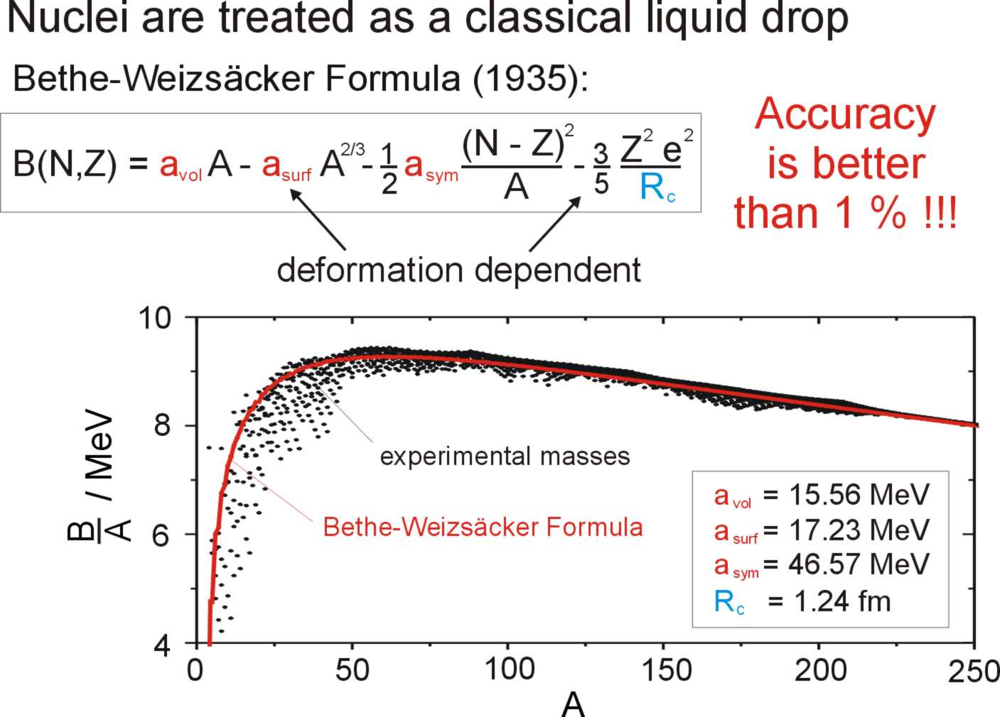 Nuclei are treated as a classical liquid drop
Bethe-Weizsäcker Formula (1935):
B(N,Z) = a_vol A - a_surf A^2/3 - 1/2 a_sym (N - Z)^2/A - 3/5 Z^2 e^2/R_c
Accuracy
is better
than 1 % !!!
deformation dependent
10
8
6
4
B/A / MeV
experimental masses
Bethe-Weizsäcker Formula
a_vol = 15.56 MeV
a_surf = 17.23 MeV
a_sym = 46.57 MeV
R_c = 1.24 fm
0 50 100 150 200 250
A